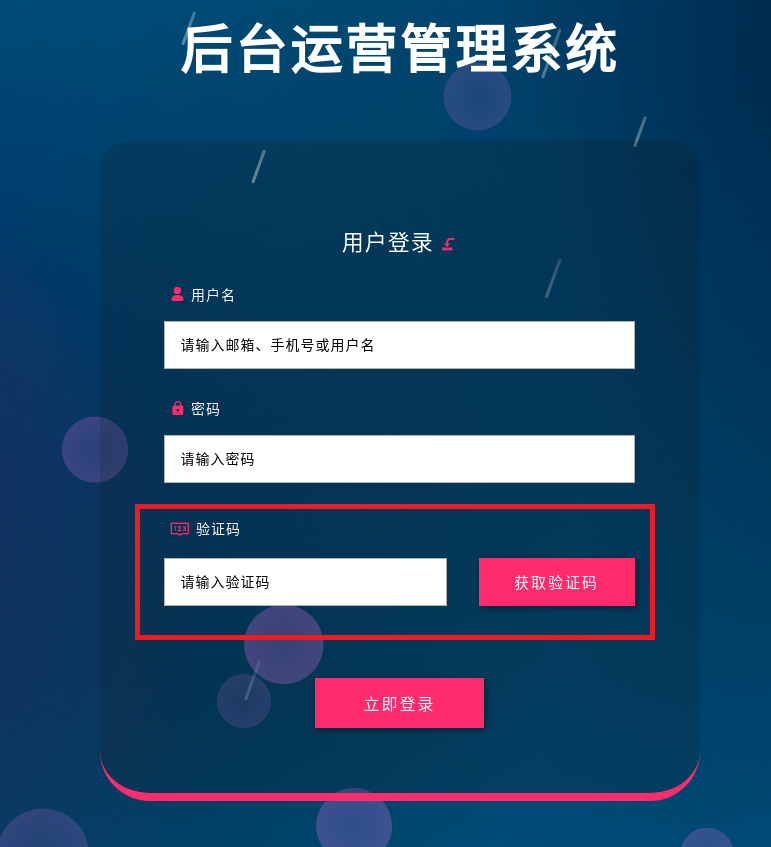 后台运营管理系统
用户登录
用户名
请输入邮箱、手机号或用户名
密码
请输入密码
123 验证码
请输入验证码 获取验证码
立即登录